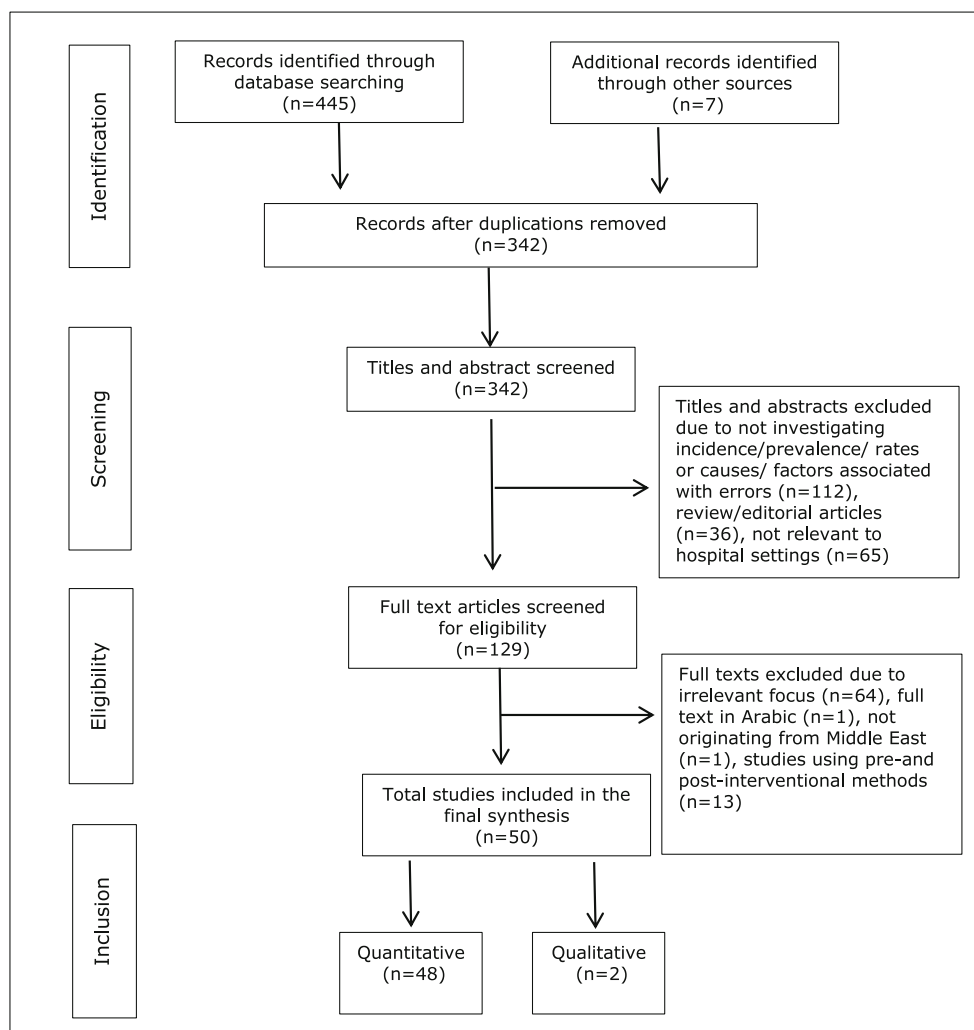 Identification
Records identified through
database searching
(n=445)
Additional records identified
through other sources
(n=7)
Records after duplications removed
(n=342)
Screening
Titles and abstract screened
(n=342)
Titles and abstracts excluded
due to not investigating
incidence/prevalence/ rates
or causes/ factors associated
with errors (n=112),
review/editorial articles
(n=36), not relevant to
hospital settings (n=65)
Eligibility
Full text articles screened
for eligibility
(n=129)
Full texts excluded due to
irrelevant focus (n=64), full
text in Arabic (n=1), not
originating from Middle East
(n=1), studies using pre-and
post-interventional methods
(n=13)
Total studies included in the
final synthesis
(n=50)
Inclusion
Quantitative
(n=48)
Qualitative
(n=2)